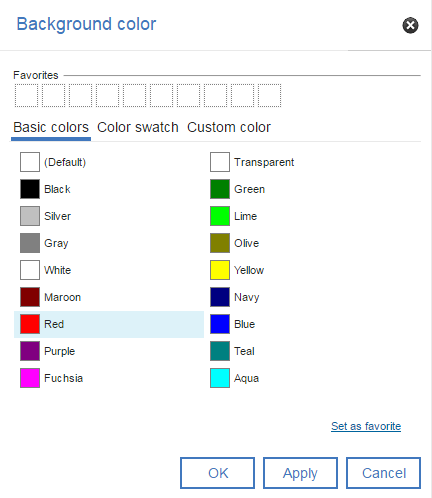 Background color
Favorites
Basic colors Color swatch Custom color
(Default) Transparent
Black Green
Silver Lime
Gray Olive
White Yellow
Maroon Navy
Red Blue
Purple Teal
Fuchsia Aqua
Set as favorite
OK Apply Cancel